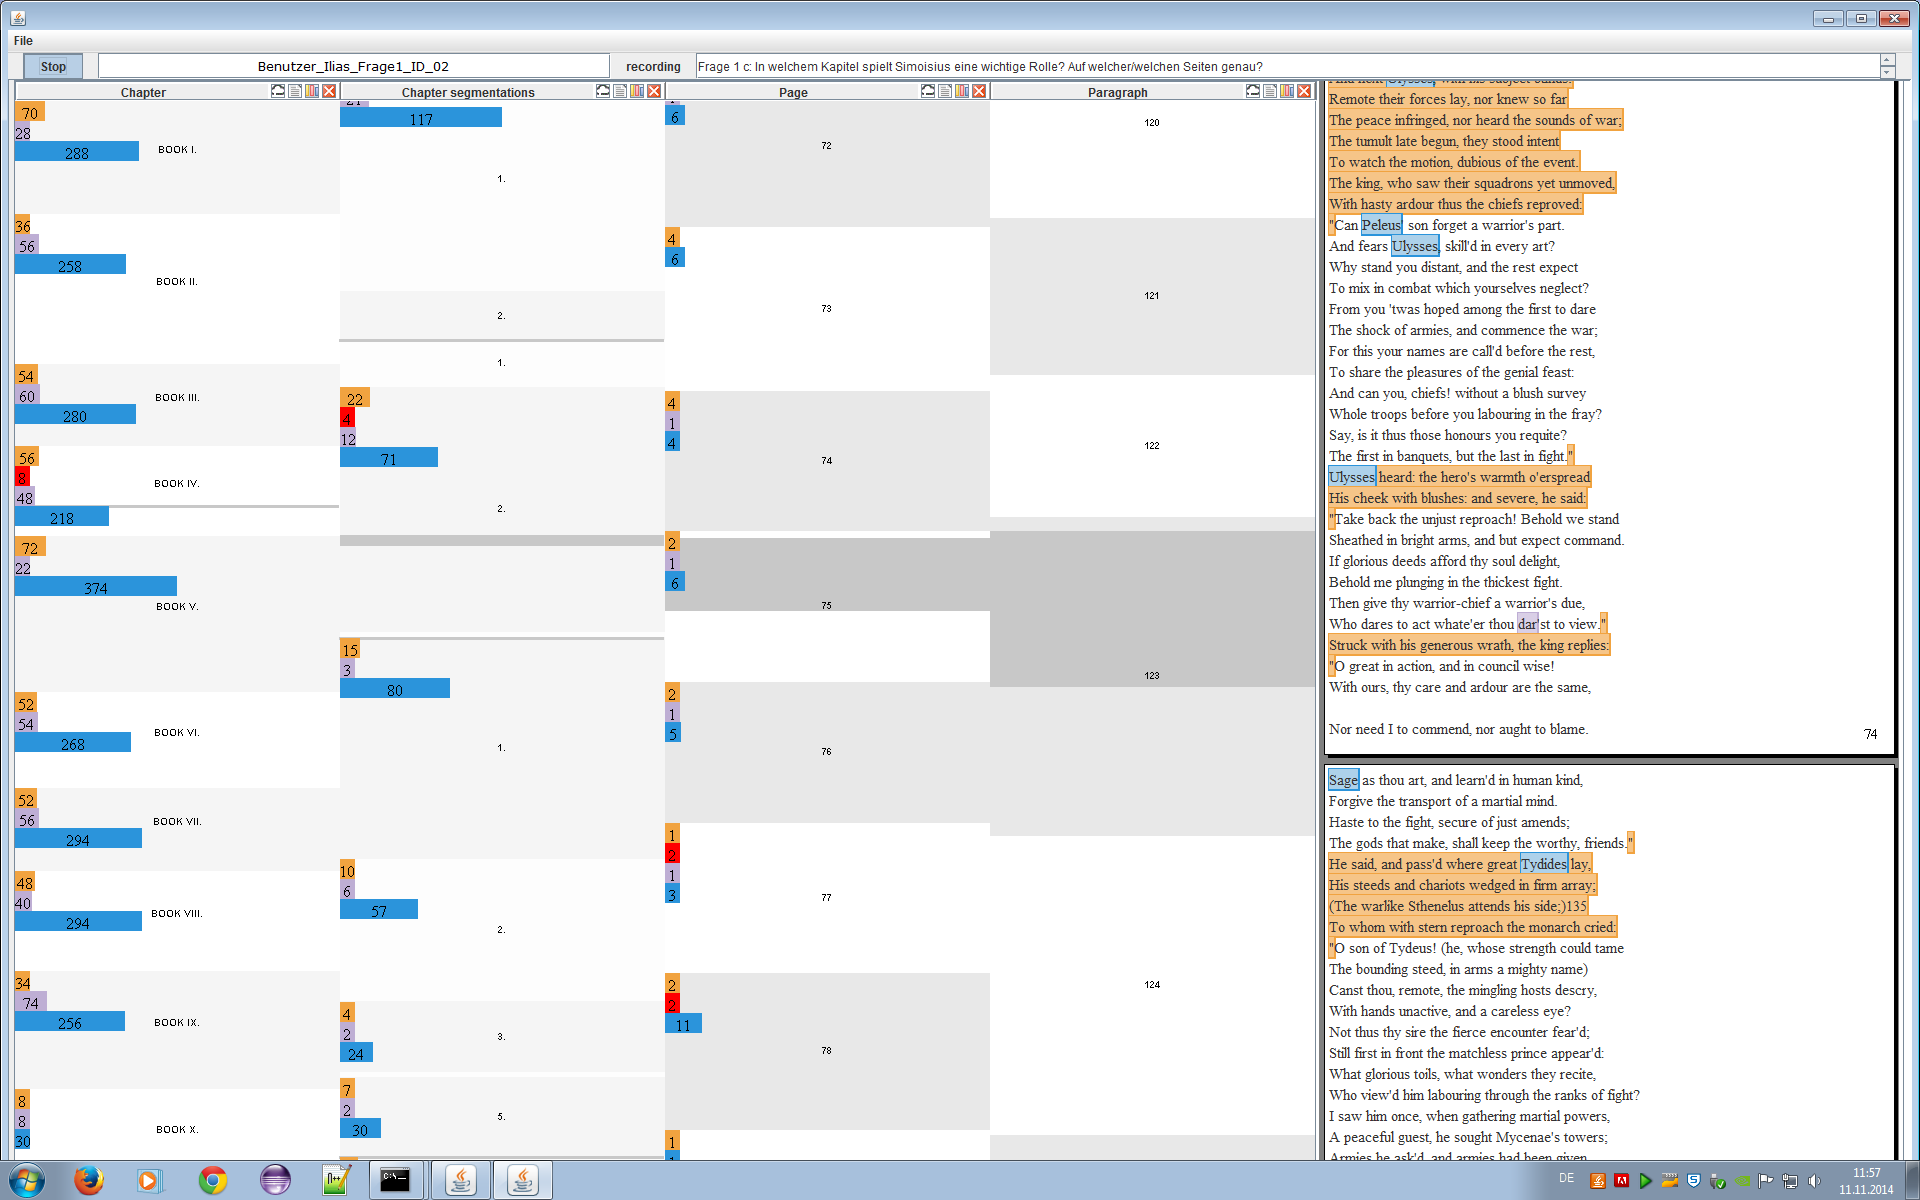 File
Stop
Benutzer_Ilias_Frage1_ID_02
recording
Frage 1 c: In welchem Kapitel spielt Simoisius eine wichtige Rolle? Auf welcher/welchen Seiten genau?
Chapter
70
28
288
BOOK I.
36
56
258
BOOK II.
54
60
280
BOOK III.
56
8
48
218
BOOK IV.
72
22
374
BOOK V.
52
54
268
BOOK VI.
52
56
294
BOOK VII.
48
40
294
BOOK VIII.
34
74
256
BOOK IX.
8
8
30
BOOK X.
Chapter segmentations
117
1.
2.
1.
22
4
12
71
2.
15
3
80
1.
10
6
57
2.
4
2
24
3.
7
2
30
5.
Page
6
72
4
6
73
4
1
4
74
2
1
6
75
2
1
5
76
1
2
1
3
77
2
2
11
78
1
Paragraph
120
121
122
123
124
Remote their forces lay, nor knew so far
The peace infringed, nor heard the sounds of war;
The tumult late begun, they stood intent
To watch the motion, dubious of the event.
The king, who saw their squadrons yet unmoved,
With hasty ardour thus the chiefs reproved:
"Can Peleus' son forget a warrior's part.
And fears Ulysses, skill'd in every art?
Why stand you distant, and the rest expect
To mix in combat which yourselves neglect?
From you 'twas hoped among the first to dare
The shock of armies, and commence the war;
For this your names are call'd before the rest,
To share the pleasures of the genial feast:
And can you, chiefs! without a blush survey
Whole troops before you labouring in the fray?
Say, is it thus those honours you requite?
The first in banquets, but the last in fight."
Ulysses heard: the hero's warmth o'erspread
His cheek with blushes: and severe, he said:
"Take back the unjust reproach! Behold we stand
Sheathed in bright arms, and but expect command.
If glorious deeds afford thy soul delight,
Behold me plunging in the thickest fight.
Then give thy warrior-chief a warrior's due,
Who dares to act whate'er thou dar'st to view."
Struck with his generous wrath, the king replies:
"O great in action, and in council wise!
With ours, thy care and ardour are the same,
Nor need I to commend, nor aught to blame.
74
Sage as thou art, and learn'd in human kind,
Forgive the transport of a martial mind.
Haste to the fight, secure of just amends;
The gods that make, shall keep the worthy, friends."
He said, and pass'd where great Tydides lay,
His steeds and chariots wedged in firm array;
(The warlike Sthenelus attends his side;)135
To whom with stern reproach the monarch cried:
"O son of Tydeus! (he, whose strength could tame
The bounding steed, in arms a mighty name)
Canst thou, remote, the mingling hosts descry,
With hands unactive, and a careless eye?
Not thus thy sire the fierce encounter fear'd;
Still first in front the matchless prince appear'd:
What glorious toils, what wonders they recite,
Who view'd him labouring through the ranks of fight?
I saw him once, when gathering martial powers,
A peaceful guest, he sought Mycenae's towers;
Armies he ask'd, and armies had been given,
DE
11:57
11.11.2014